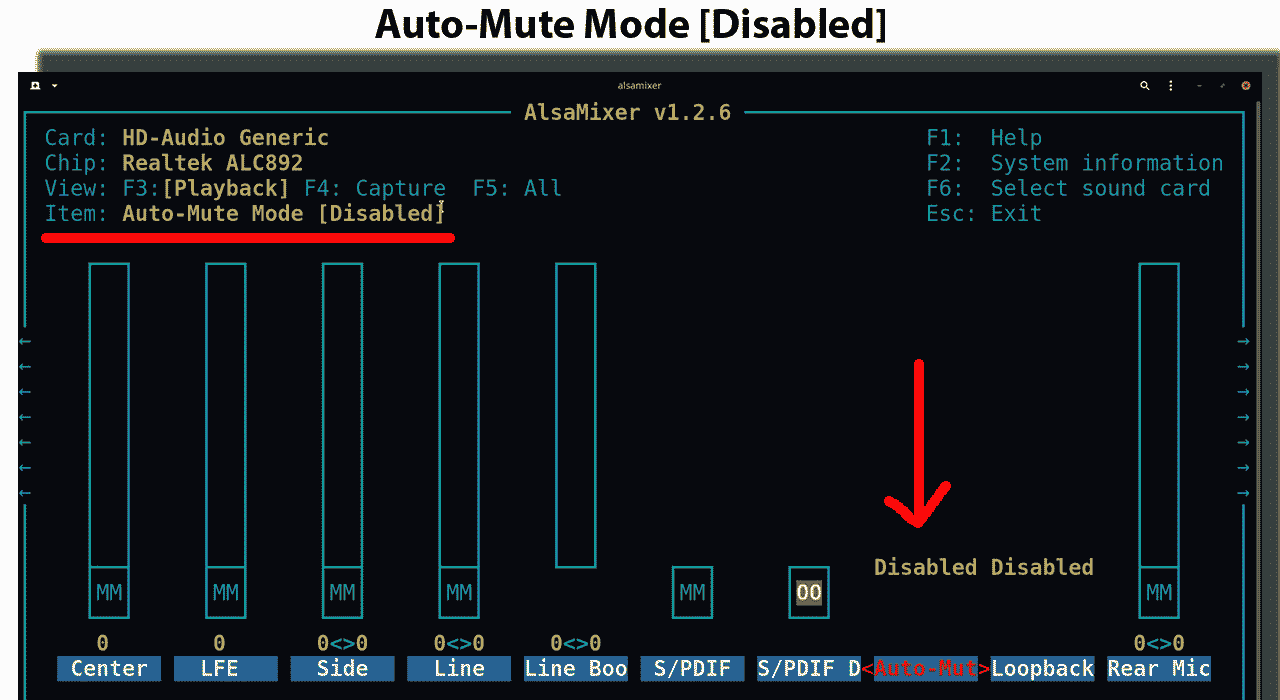 Auto-Mute Mode [Disabled]
alsamixer
AlsaMixer v1.2.6
Card: HD-Audio Generic F1: Help
Chip: Realtek ALC892 F2: System information
View: F3:[Playback] F4: Capture F5: All F6: Select sound card
Item: Auto-Mute Mode [Disabled] Esc: Exit
← →
← →
← →
← →
← →
← →
← →
Disabled Disabled
MM MM MM MM MM OO MM
0 0 0<>0 0<>0 0<>0 0<>0
Center LFE Side Line Line Boo S/PDIF S/PDIF D<Auto-Mut>Loopback Rear Mic